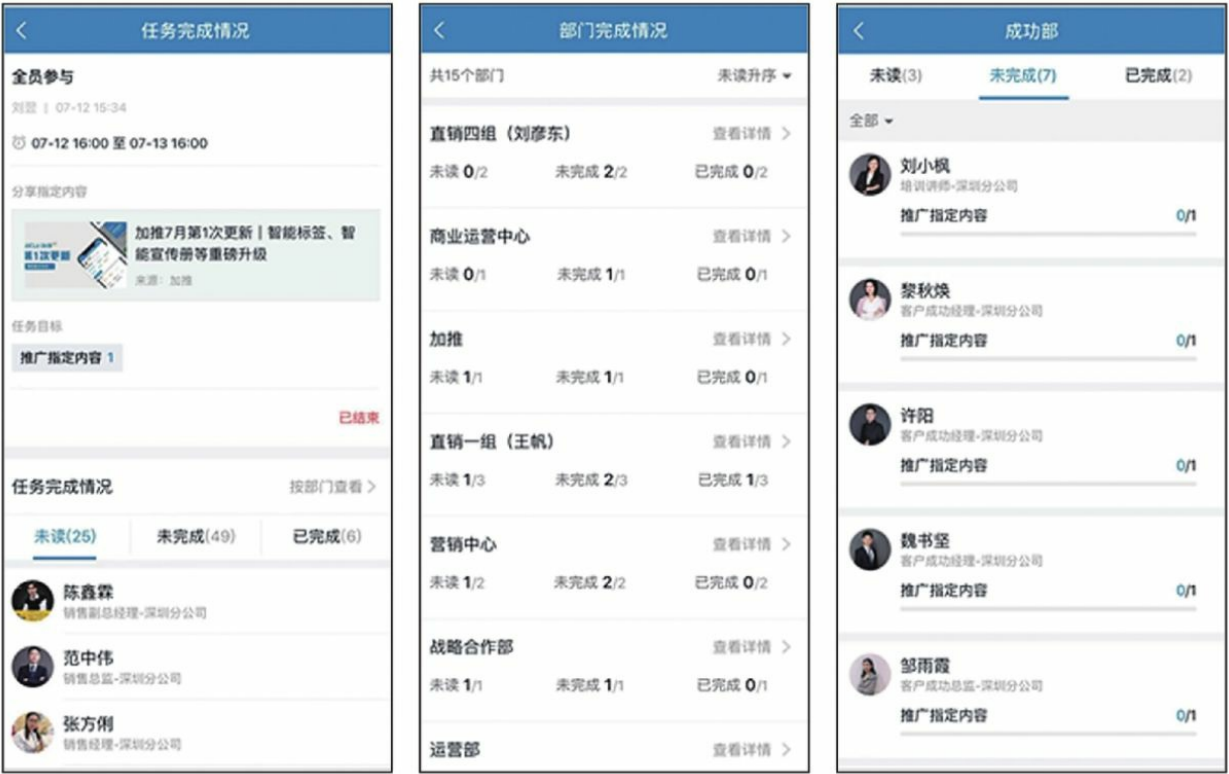 任务完成情况
全员参与
刘翌 | 07-12 15:34
07-12 16:00 至 07-13 16:00
分享指定内容
第1次更新
加推7月第1次更新 | 智能标签、智
能宣传册等重磅升级
来源: 加推
任务目标
推广指定内容 1
已结束
任务完成情况
按部门查看 >
未读(25)
未完成(49)
已完成(6)
陈鑫霖
销售副总经理-深圳分公司
范中伟
销售总监-深圳分公司
张方俐
销售经理-深圳分公司
部门完成情况
共15个部门
未读升序
直销四组（刘彦东）
查看详情 >
未读 0/2 未完成 2/2 已完成 0/2
商业运营中心
查看详情 >
未读 0/1 未完成 1/1 已完成 0/1
加推
查看详情 >
未读 1/1 未完成 1/1 已完成 0/1
直销一组（王帆）
查看详情 >
未读 1/3 未完成 2/3 已完成 1/3
营销中心
查看详情 >
未读 1/2 未完成 2/2 已完成 0/2
战略合作部
查看详情 >
未读 1/1 未完成 1/1 已完成 0/1
运营部
查看详情 >
成功部
未读(3)
未完成(7)
已完成(2)
全部
刘小枫
培训讲师-深圳分公司
推广指定内容 0/1
黎秋焕
客户成功经理-深圳分公司
推广指定内容 0/1
许阳
客户成功经理-深圳分公司
推广指定内容 0/1
魏书坚
客户成功经理-深圳分公司
推广指定内容 0/1
邹雨霞
客户成功总监-深圳分公司
推广指定内容 0/1